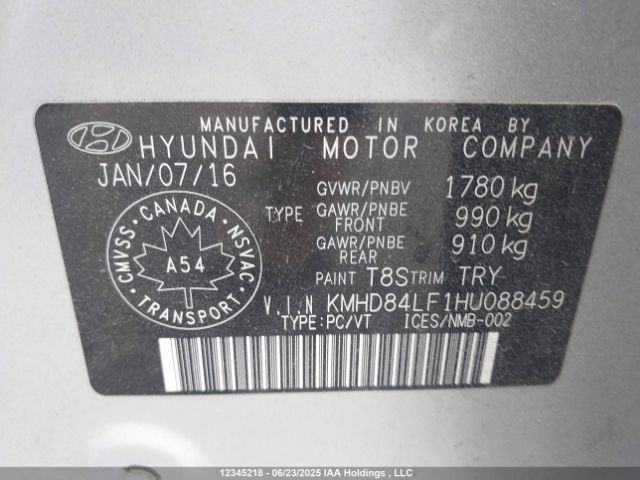 MANUFACTURED IN KOREA BY
HYUNDAI MOTOR COMPANY
JAN/07/16
GVWR/PNBV 1780 kg
TYPE GAWR/PNBE FRONT 990 kg
GAWR/PNBE REAR 910 kg
PAINT T8S TRIM TRY
CMVSS CANADA NSVAC
A54
TRANSPORT
V.I.N KMHD84LF1HU088459
TYPE:PC/VT ICES/NMB-002
12345218 - 06/23/2025 IAA Holdings , LLC